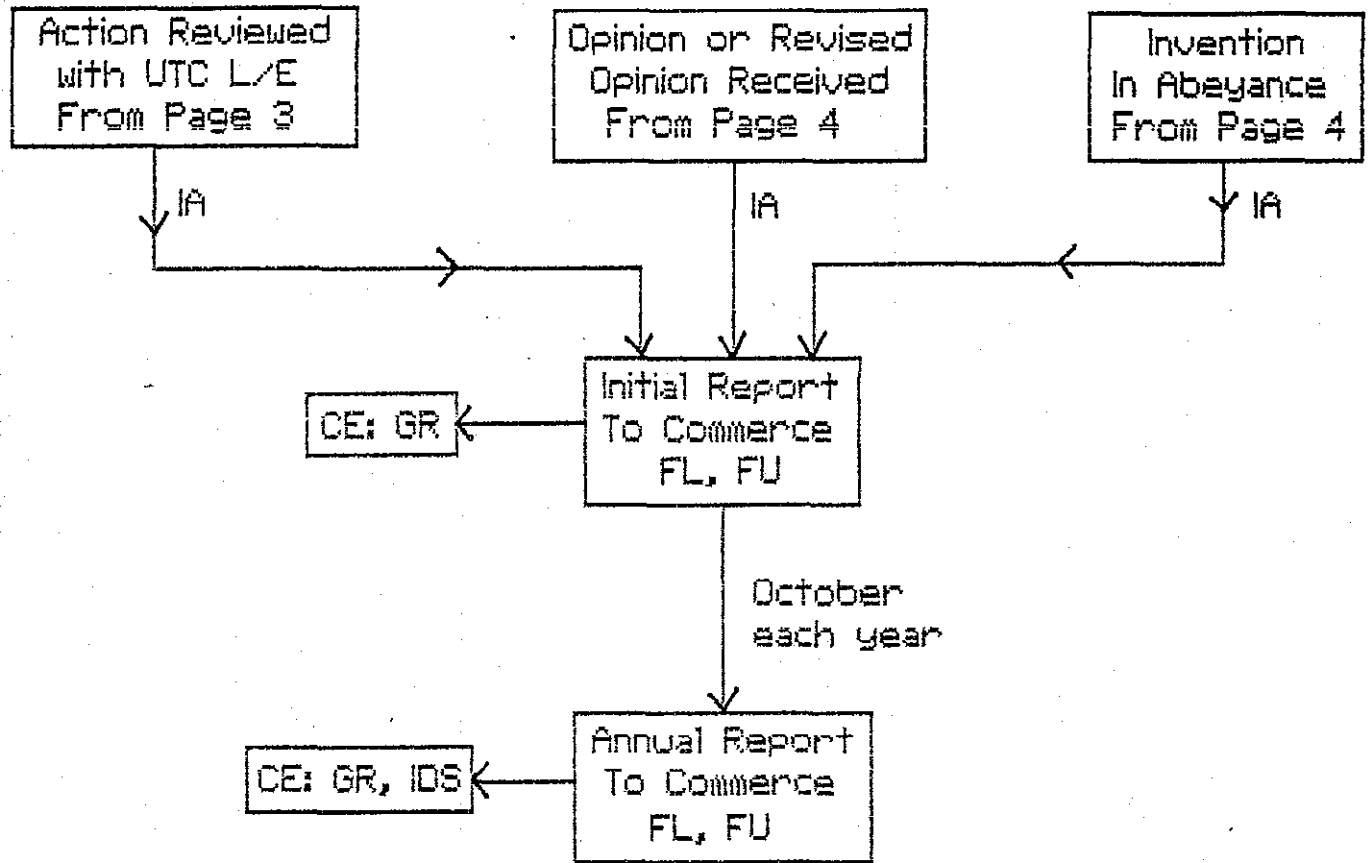 Action Reviewed
with UTC L/E
From Page 3
Opinion or Revised
Opinion Received
From Page 4
Invention
In Abeyance
From Page 4
IA
IA
IA
Initial Report
To Commerce
FL, FU
CE: GR
October
each year
Annual Report
To Commerce
FL, FU
CE: GR, IDS